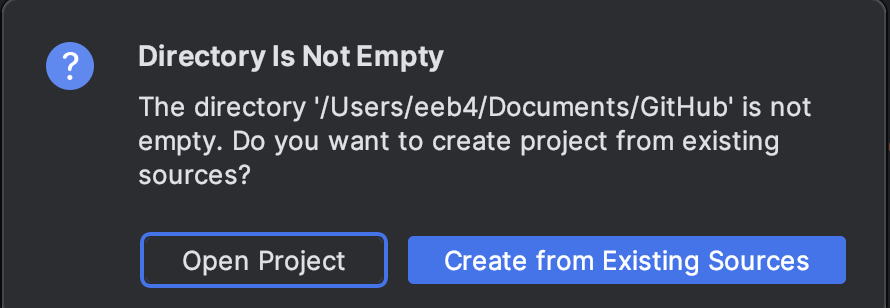 ?
Directory Is Not Empty
The directory '/Users/eeb4/Documents/GitHub' is not
empty. Do you want to create project from existing
sources?
Open Project
Create from Existing Sources